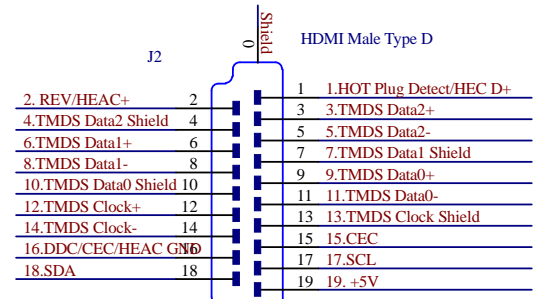 Shield
0
HDMI Male Type D
J2
1 1.HOT Plug Detect/HEC D+
2. REV/HEAC+ 2
3 3.TMDS Data2+
4.TMDS Data2 Shield 4
5 5.TMDS Data2-
6.TMDS Data1+ 6
7 7.TMDS Data1 Shield
8.TMDS Data1- 8
9 9.TMDS Data0+
10.TMDS Data0 Shield 10
11 11.TMDS Data0-
12.TMDS Clock+ 12
13 13.TMDS Clock Shield
14.TMDS Clock- 14
15 15.CEC
16.DDC/CEC/HEAC GND 16
17 17.SCL
18.SDA 18
19 19. +5V